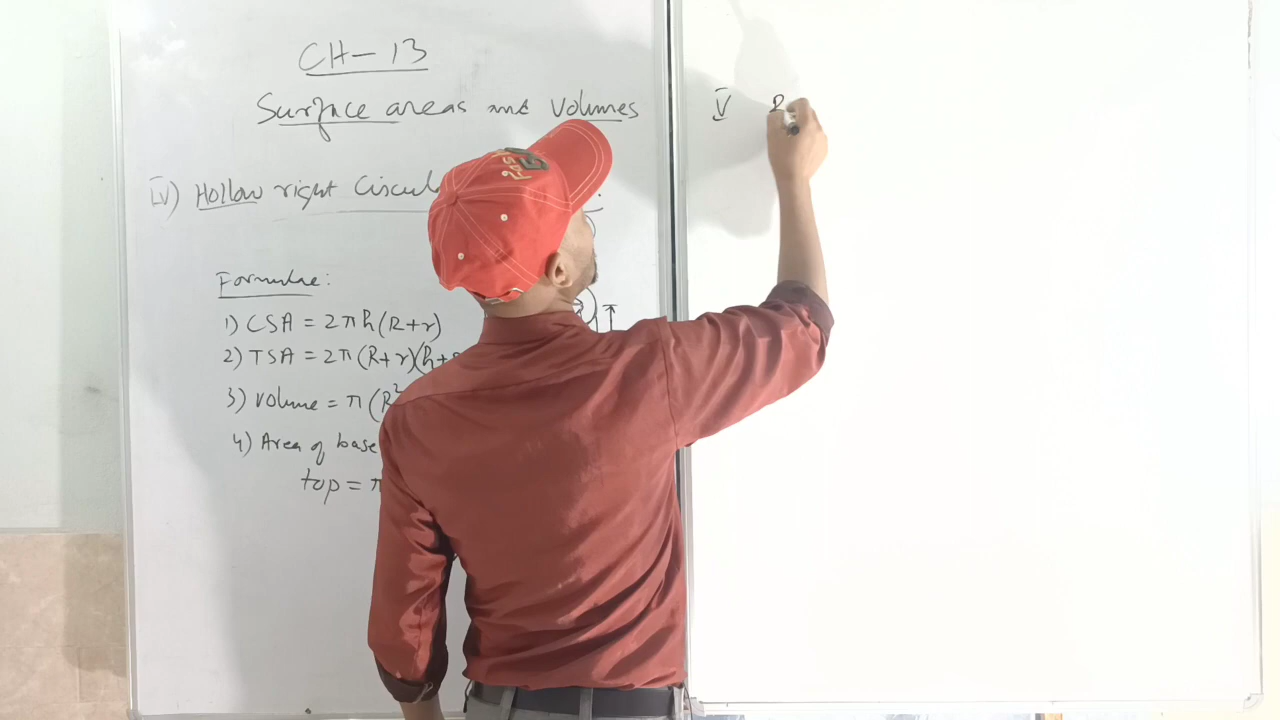 CH-13
Surface areas and Volumes
iv) Hollow right Circul
Formulae:
1) CSA = 2πh(R+r)
2) TSA = 2π(R+r)(h+
3) Volume = π(R²
4) Area of base
top = π
V R